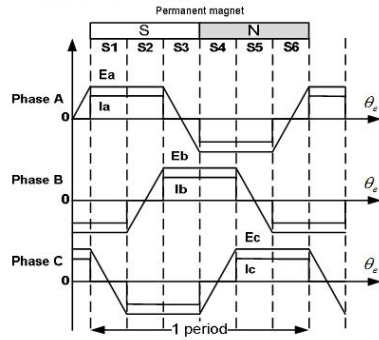 Permanent magnet
S N
S1 S2 S3 S4 S5 S6
Ea
Phase A Ia
0 θe
Eb
Phase B Ib
0 θe
Ec
Phase C Ic
0 θe
1 period